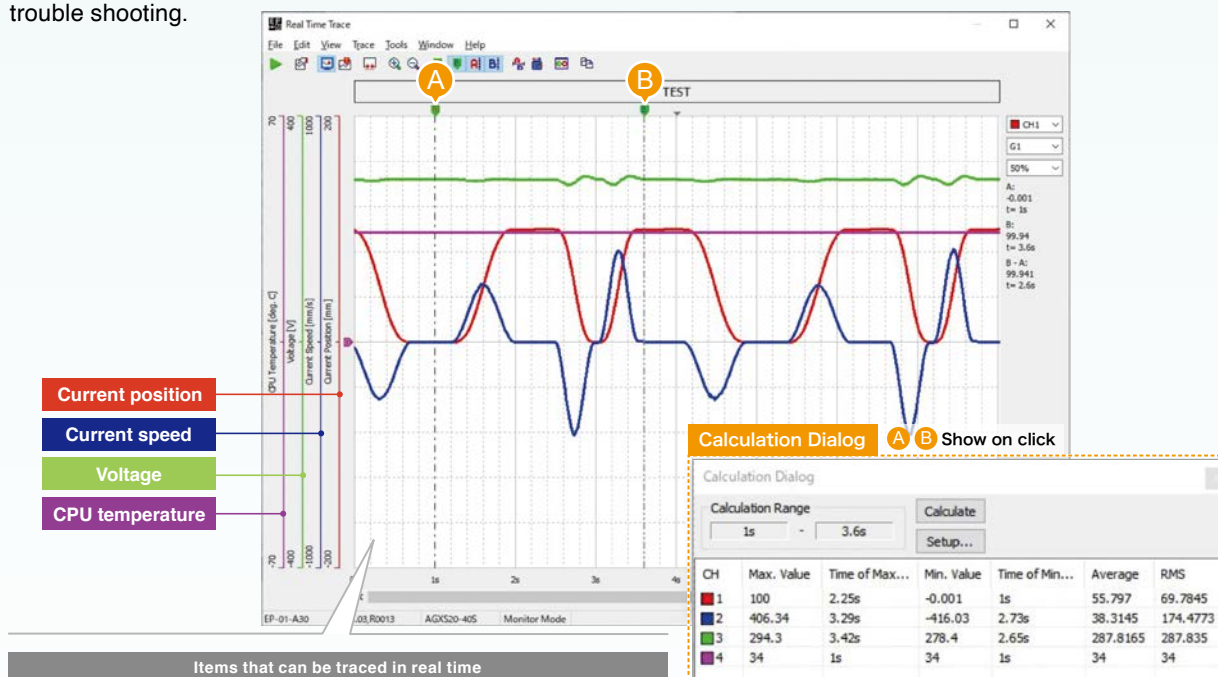 trouble shooting.
Real Time Trace
File Edit View Trace Tools Window Help
A B
TEST
70 400 1000 200
CPU Temperature [deg. C]
Voltage [V]
Current Speed [mm/s]
Current Position [mm]
-70 -400 -1000 -200
CH1
G1
50%
A:
-0.001
t= 1s
B:
99.94
t= 3.6s
B - A:
99.941
t= 2.6s
Current position
Current speed
Voltage
CPU temperature
1s 2s 3s 4s
EP-01-A30 .03,R0013 AGXS20-40S Monitor Mode
Items that can be traced in real time
Calculation Dialog A B Show on click
Calculation Dialog
Calculation Range
1s - 3.6s
Calculate
Setup...
CH Max. Value Time of Max... Min. Value Time of Min... Average RMS
1 100 2.25s -0.001 1s 55.797 69.7845
2 406.34 3.29s -416.03 2.73s 38.3145 174.4773
3 294.3 3.42s 278.4 2.65s 287.8165 287.835
4 34 1s 34 1s 34 34